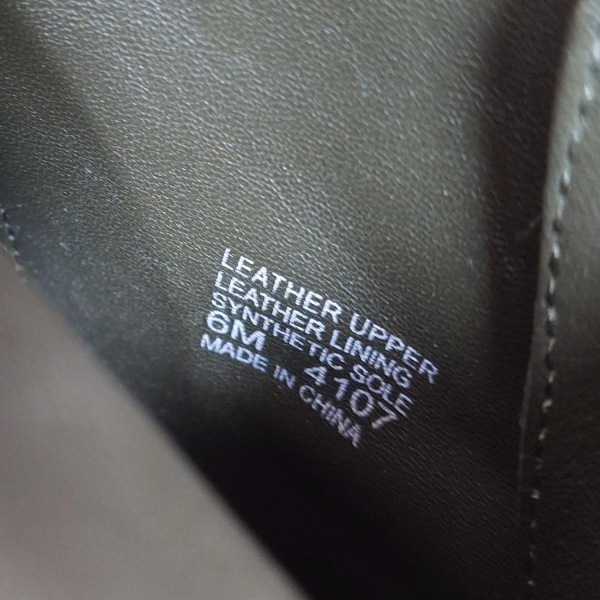 LEATHER UPPER
LEATHER LINING
SYNTHETIC SOLE
6M 4107
MADE IN CHINA